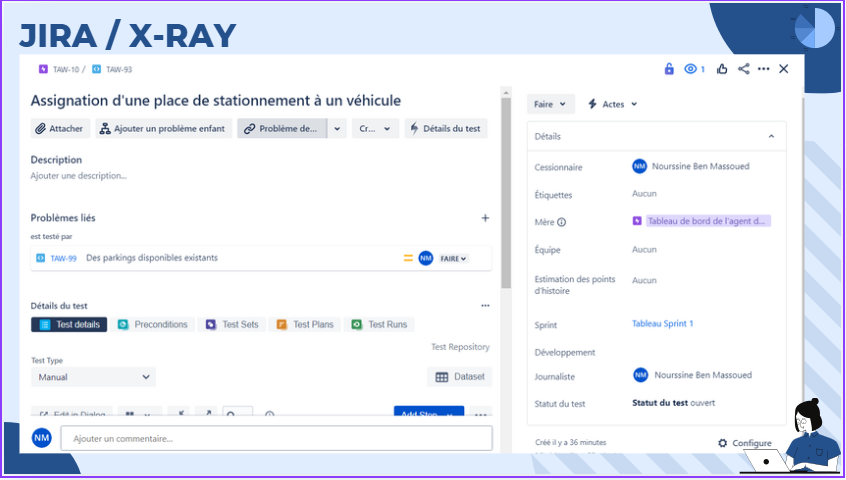 JIRA / X-RAY
TAW-10 / TAW-93
1
Assignation d'une place de stationnement à un véhicule
Attacher
Ajouter un problème enfant
Problème de...
Cr...
Détails du test
Description
Ajouter une description...
Problèmes liés
est testé par
TAW-99 Des parkings disponibles existants
NM
FAIRE
Détails du test
Test details
Preconditions
Test Sets
Test Plans
Test Runs
Test Repository
Test Type
Manual
Dataset
Edit in Dialog
Add Step
NM
Ajouter un commentaire...
Faire
Actes
Détails
Cessionnaire
NM Nourssine Ben Massoued
Étiquettes
Aucun
Mère
Tableau de bord de l'agent d...
Équipe
Aucun
Estimation des points
d'histoire
Aucun
Sprint
Tableau Sprint 1
Développement
Journaliste
NM Nourssine Ben Massoued
Statut du test
Statut du test ouvert
Créé il y a 36 minutes
Configure